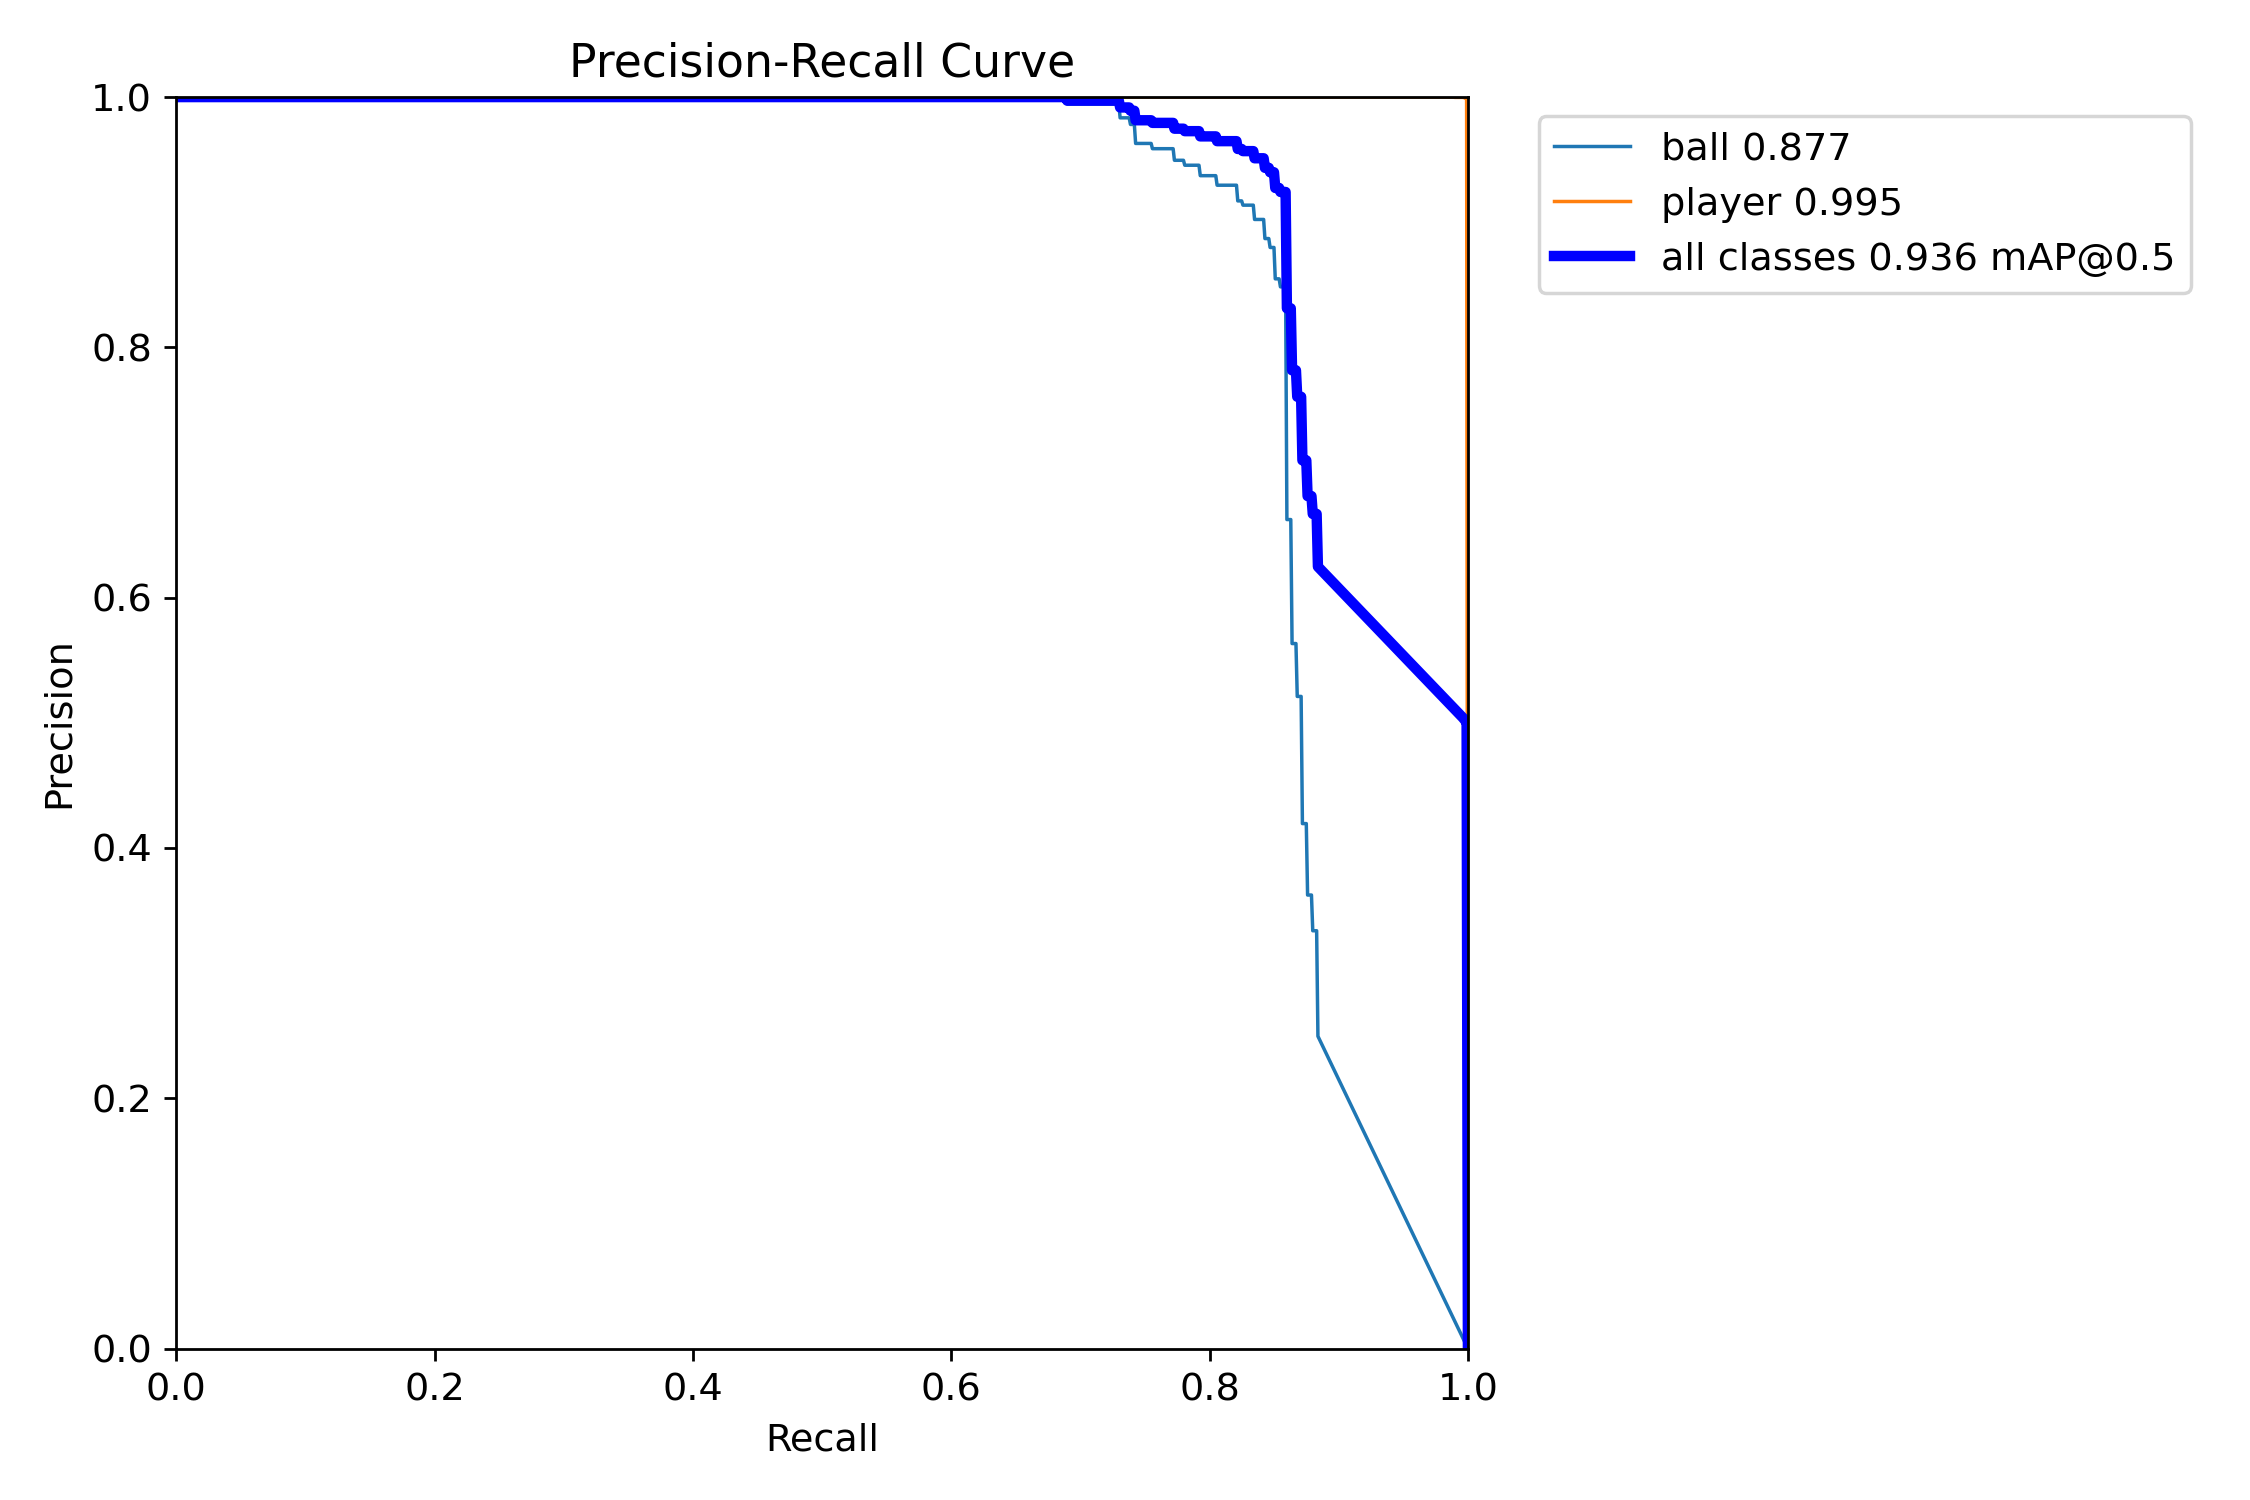 Precision-Recall Curve
1.0
0.8
0.6
0.4
0.2
0.0
Precision
0.0 0.2 0.4 0.6 0.8 1.0
Recall
ball 0.877
player 0.995
all classes 0.936 mAP@0.5